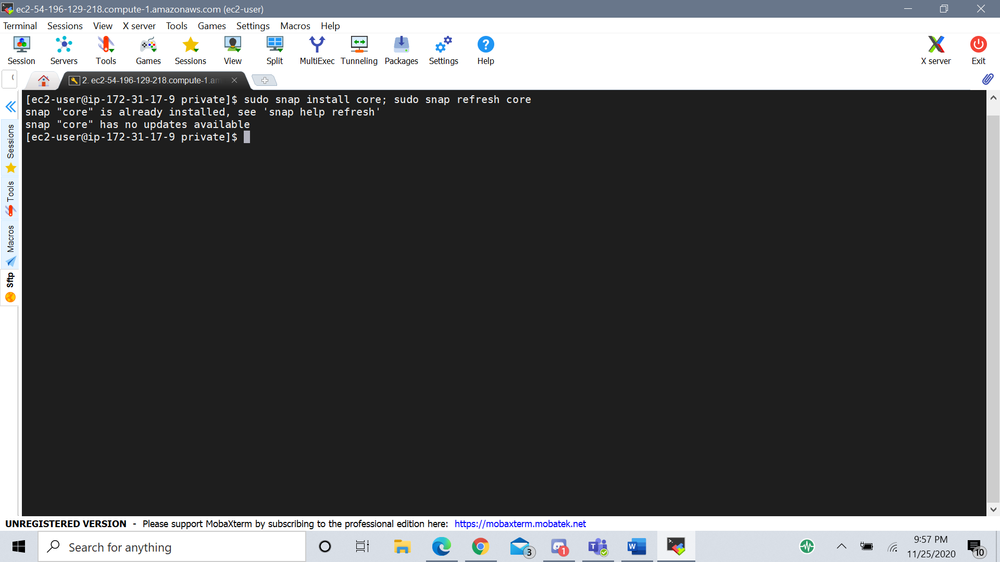 ec2-54-196-129-218.compute-1.amazonaws.com (ec2-user)
Terminal Sessions View X server Tools Games Settings Macros Help
Session Servers Tools Games Sessions View Split MultiExec Tunneling Packages Settings Help X server Exit
2. ec2-54-196-129-218.compute-1.am
[ec2-user@ip-172-31-17-9 private]$ sudo snap install core; sudo snap refresh core
snap "core" is already installed, see 'snap help refresh'
snap "core" has no updates available
[ec2-user@ip-172-31-17-9 private]$
Sessions
Tools
Macros
Sftp
UNREGISTERED VERSION - Please support MobaXterm by subscribing to the professional edition here: https://mobaxterm.mobatek.net
Search for anything
3
1
9:57 PM
11/25/2020
10